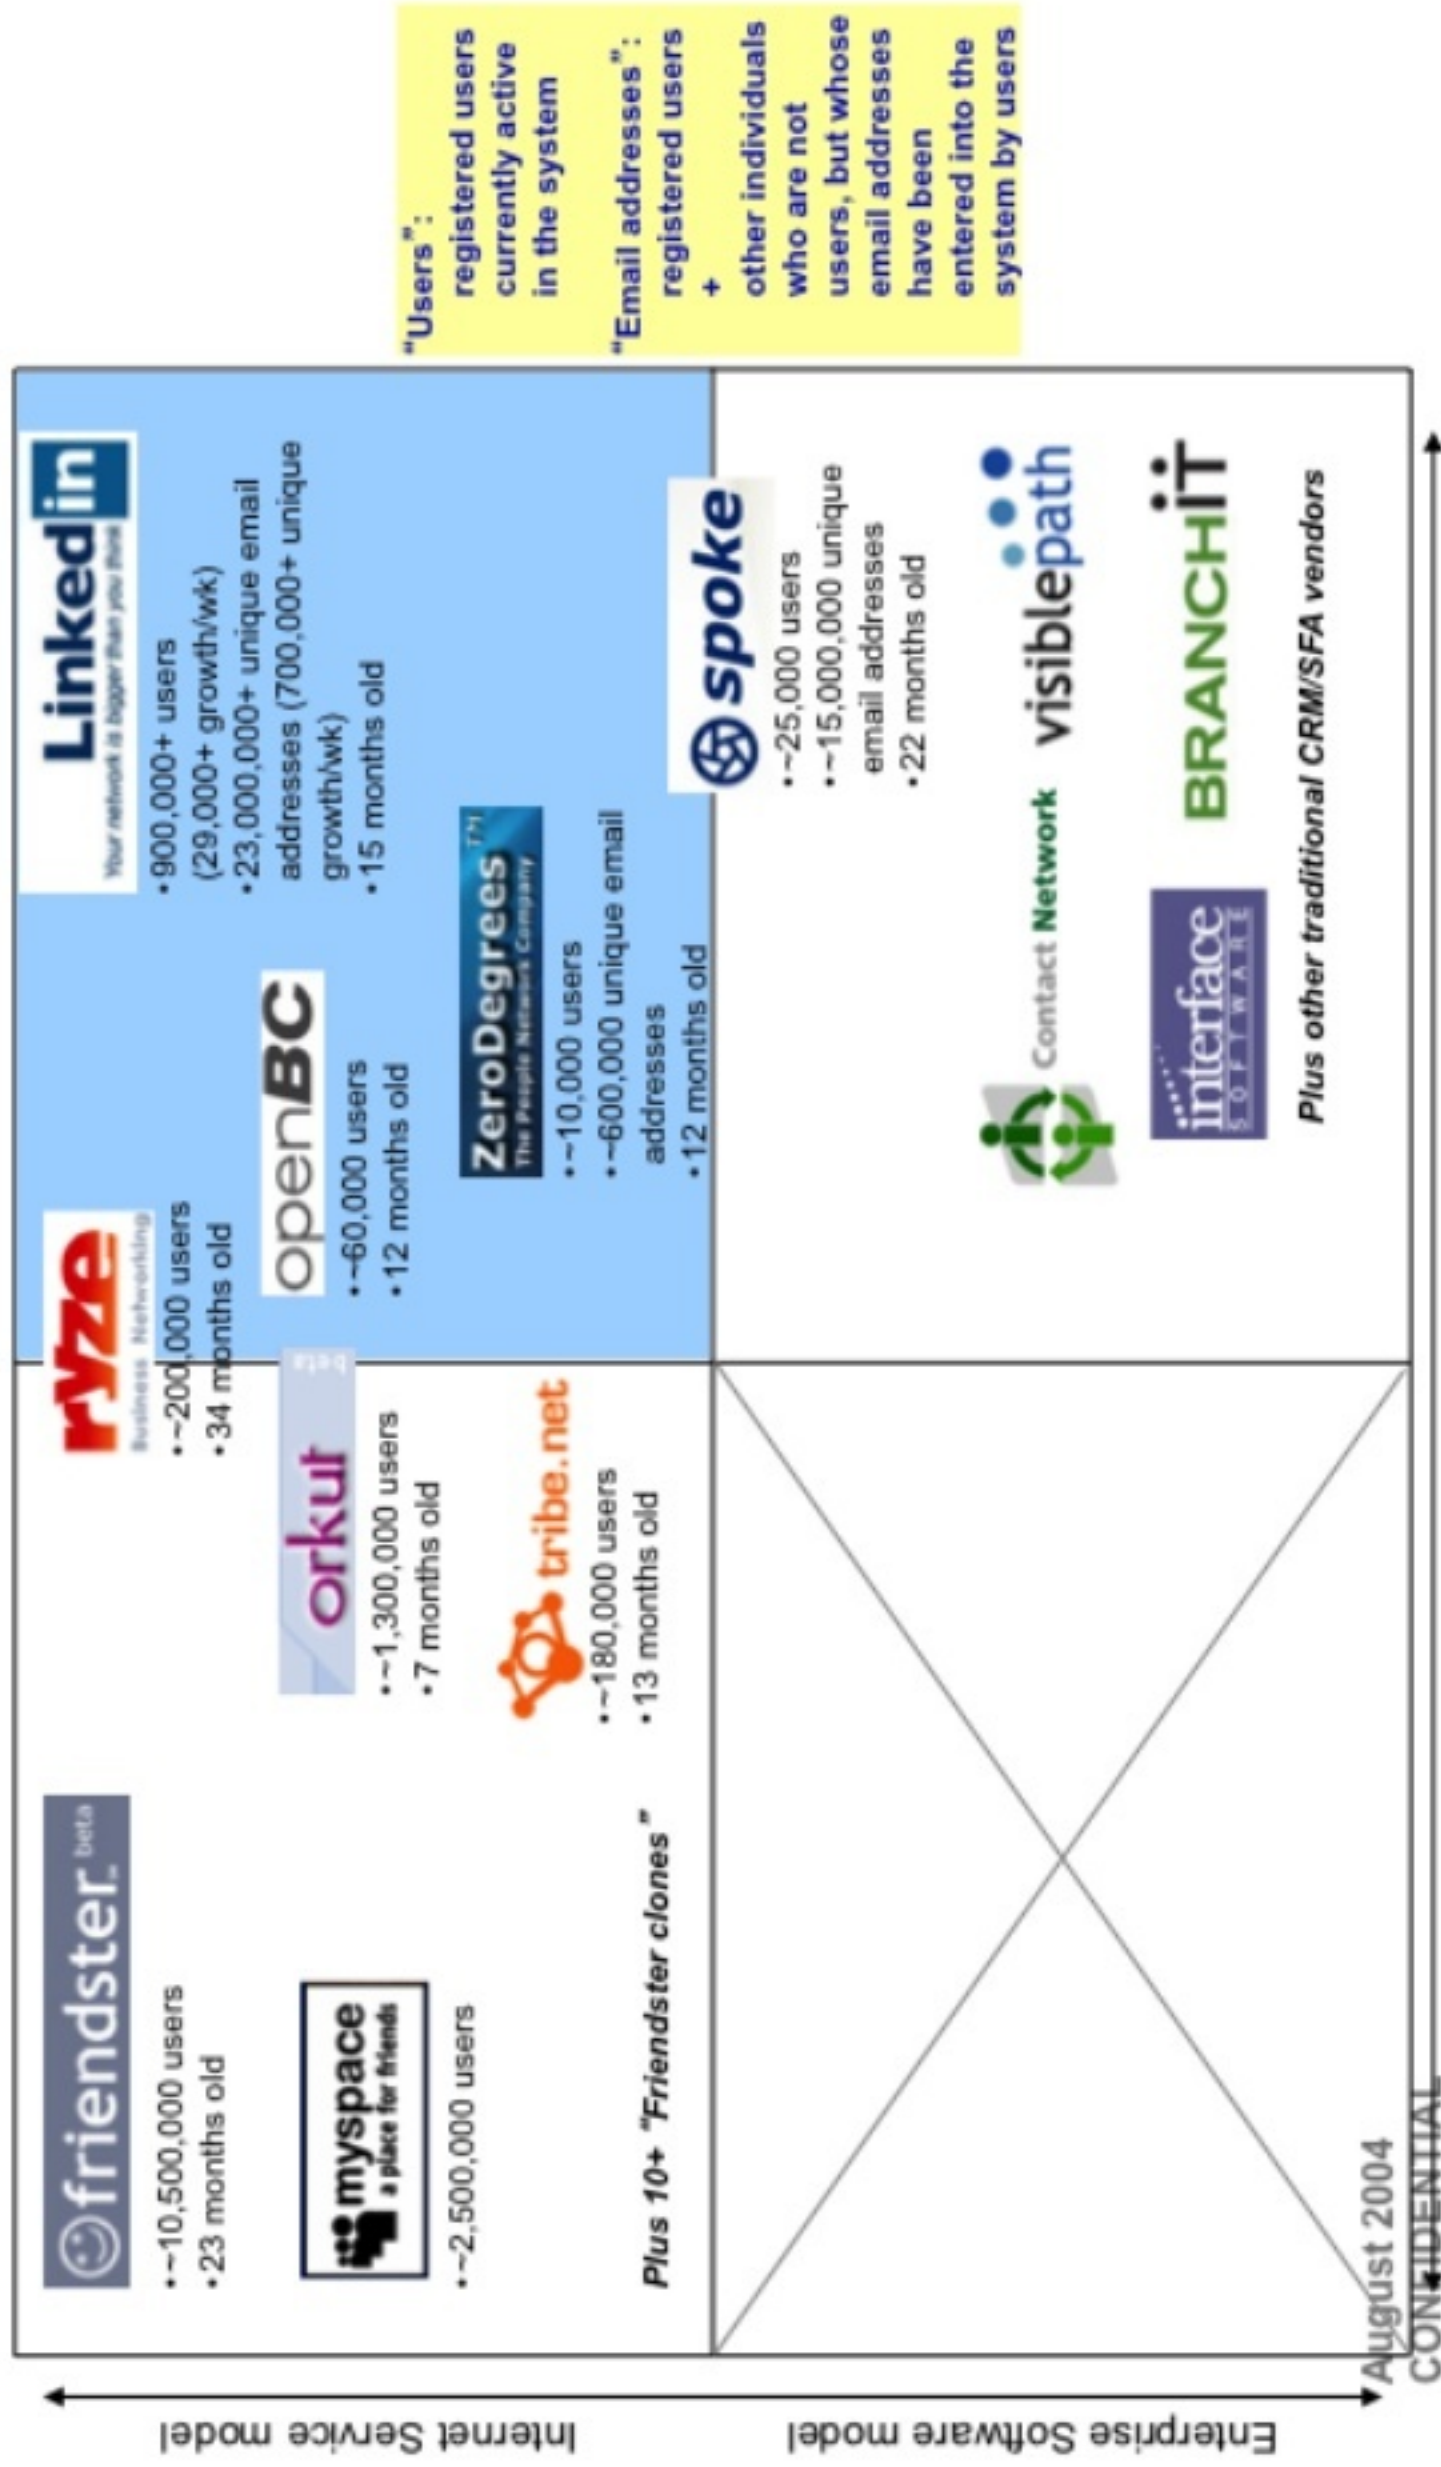 friendster beta
•~10,500,000 users
•23 months old
myspace
a place for friends
•~2,500,000 users
Plus 10+ “Friendster clones”
orkut beta
•~1,300,000 users
•7 months old
tribe.net
•~180,000 users
•13 months old
ryze
Business Networking
•~200,000 users
•34 months old
openBC
•~60,000 users
•12 months old
LinkedIn
Your network is bigger than you think
•900,000+ users
(29,000+ growth/wk)
•23,000,000+ unique email
addresses (700,000+ unique
growth/wk)
•15 months old
ZeroDegrees™
The People Network Company
•~10,000 users
•~600,000 unique email
addresses
•12 months old
spoke
•~25,000 users
•~15,000,000 unique
email addresses
•22 months old
Contact Network
visiblepath
interface
SOFTWARE
BRANCHIT
Plus other traditional CRM/SFA vendors
“Users”:
registered users
currently active
in the system
“Email addresses”:
registered users
+
other individuals
who are not
users, but whose
email addresses
have been
entered into the
system by users
Internet Service model
Enterprise Software model
August 2004
CONFIDENTIAL